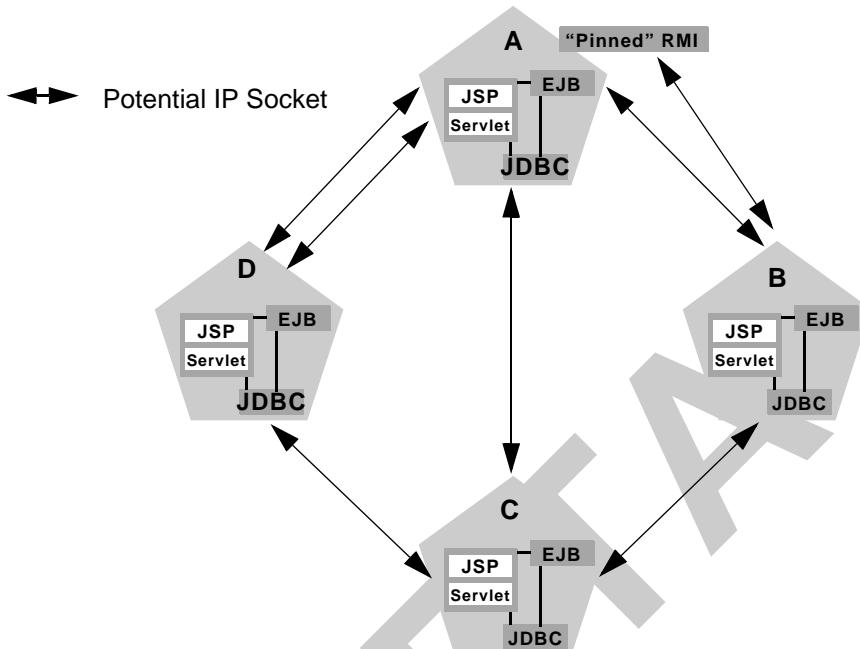 A
“Pinned” RMI
EJB
JSP
Servlet
JDBC
Potential IP Socket
D
EJB
JSP
Servlet
JDBC
B
EJB
JSP
Servlet
JDBC
C
EJB
JSP
Servlet
JDBC